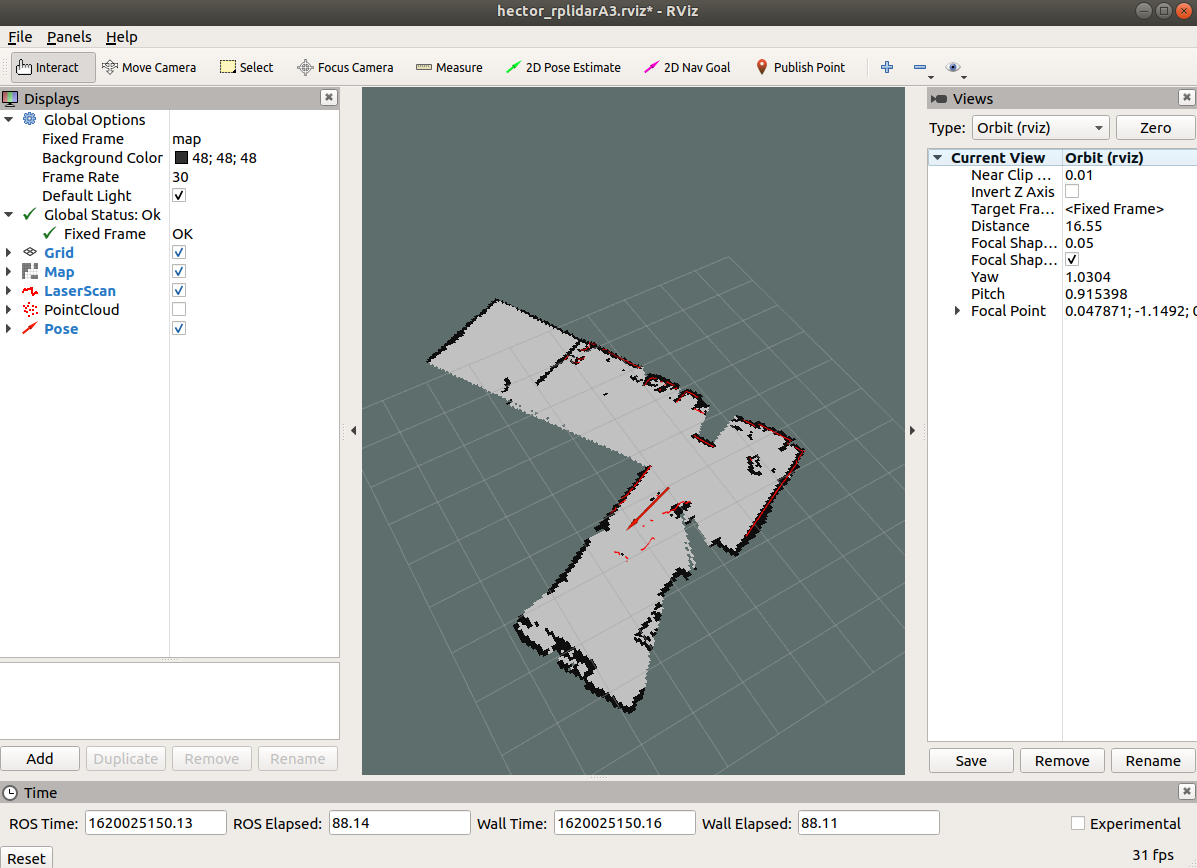 hector_rplidarA3.rviz* - RViz
File Panels Help
Interact Move Camera Select Focus Camera Measure 2D Pose Estimate 2D Nav Goal Publish Point
Displays
Global Options
Fixed Frame map
Background Color 48; 48; 48
Frame Rate 30
Default Light
Global Status: Ok
Fixed Frame OK
Grid
Map
LaserScan
PointCloud
Pose
Add Duplicate Remove Rename
Views
Type: Orbit (rviz) Zero
Current View Orbit (rviz)
Near Clip ... 0.01
Invert Z Axis
Target Fra... <Fixed Frame>
Distance 16.55
Focal Shap... 0.05
Focal Shap...
Yaw 1.0304
Pitch 0.915398
Focal Point 0.047871; -1.1492; 0
Save Remove Rename
Time
ROS Time: 1620025150.13 ROS Elapsed: 88.14 Wall Time: 1620025150.16 Wall Elapsed: 88.11 Experimental
Reset 31 fps